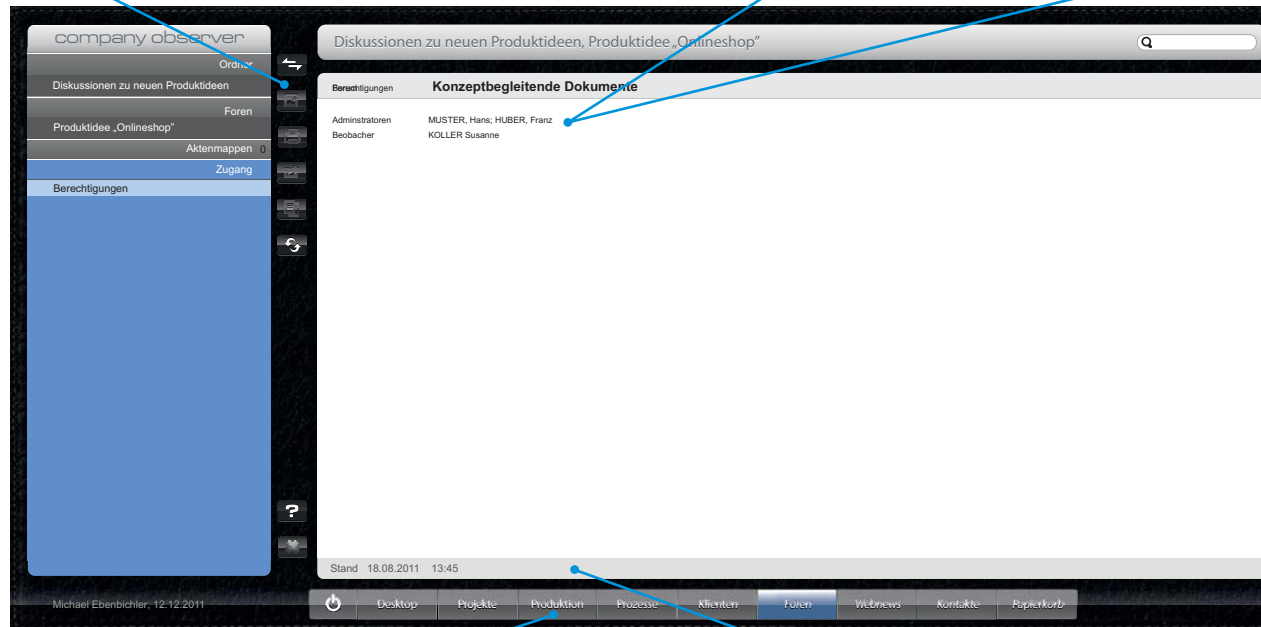 company observer
Ordner
Diskussionen zu neuen Produktideen
Foren
Produktidee „Onlineshop”
Aktenmappen 0
Zugang
Berechtigungen
Diskussionen zu neuen Produktideen, Produktidee „Onlineshop”
Berechtigungen Konzeptbegleitende Dokumente
Adminstratoren MUSTER, Hans; HUBER, Franz
Beobacher KOLLER Susanne
?
Stand 18.08.2011 13:45
Michael Ebenbichler, 12.12.2011
Desktop Projekte Produktion Prozesse Klienten Foren Webnews Kontakte Papierkorb